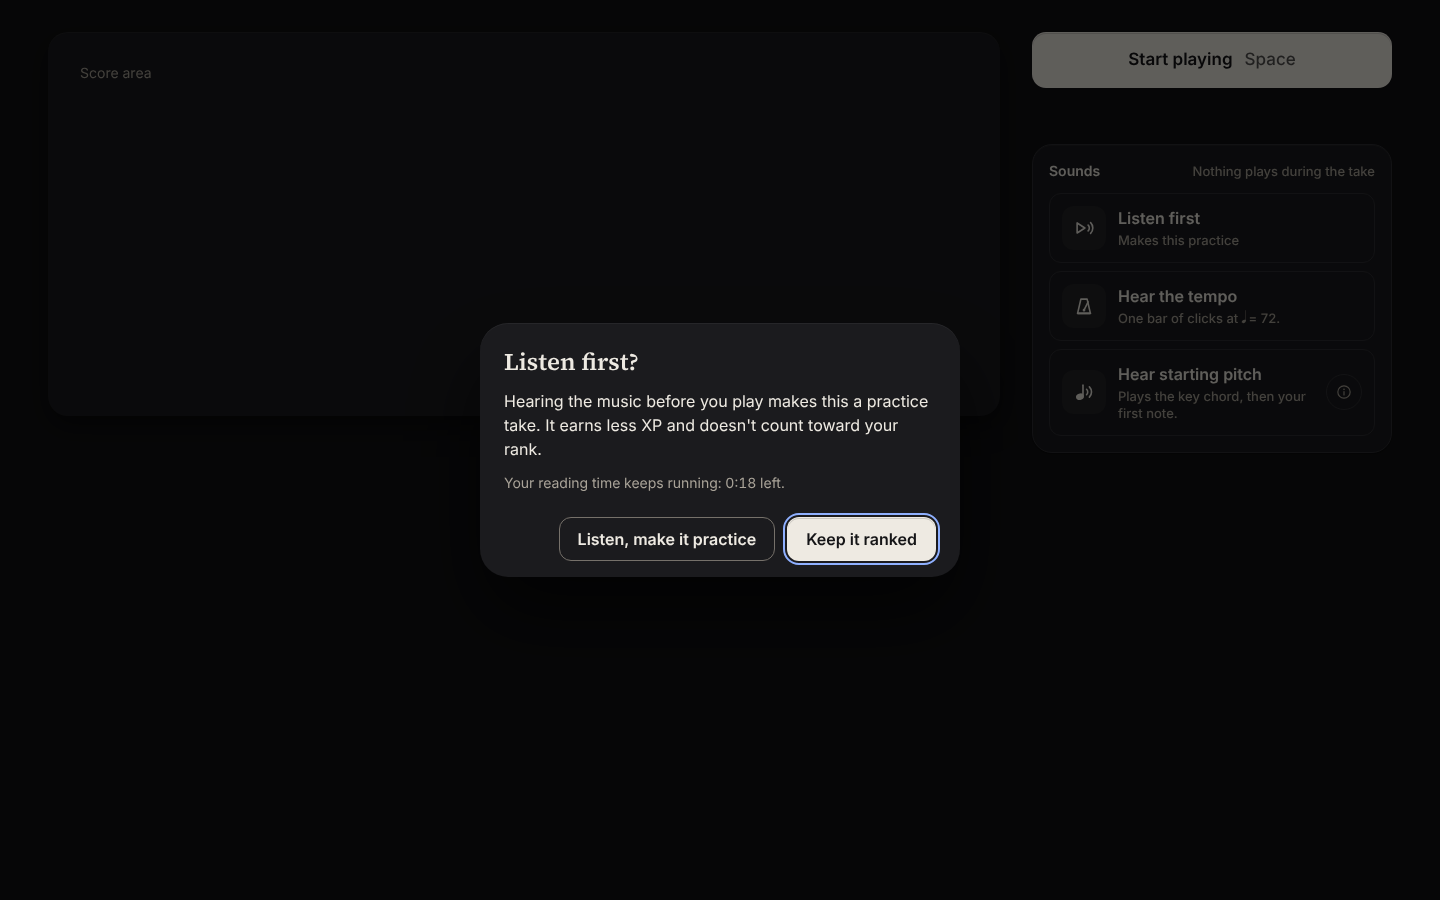 Score area
Start playing Space
Sounds
Nothing plays during the take
Listen first
Makes this practice
Hear the tempo
One bar of clicks at ♩ = 72.
Hear starting pitch
Plays the key chord, then your
first note.
Listen first?
Hearing the music before you play makes this a practice
take. It earns less XP and doesn't count toward your
rank.
Your reading time keeps running: 0:18 left.
Listen, make it practice
Keep it ranked